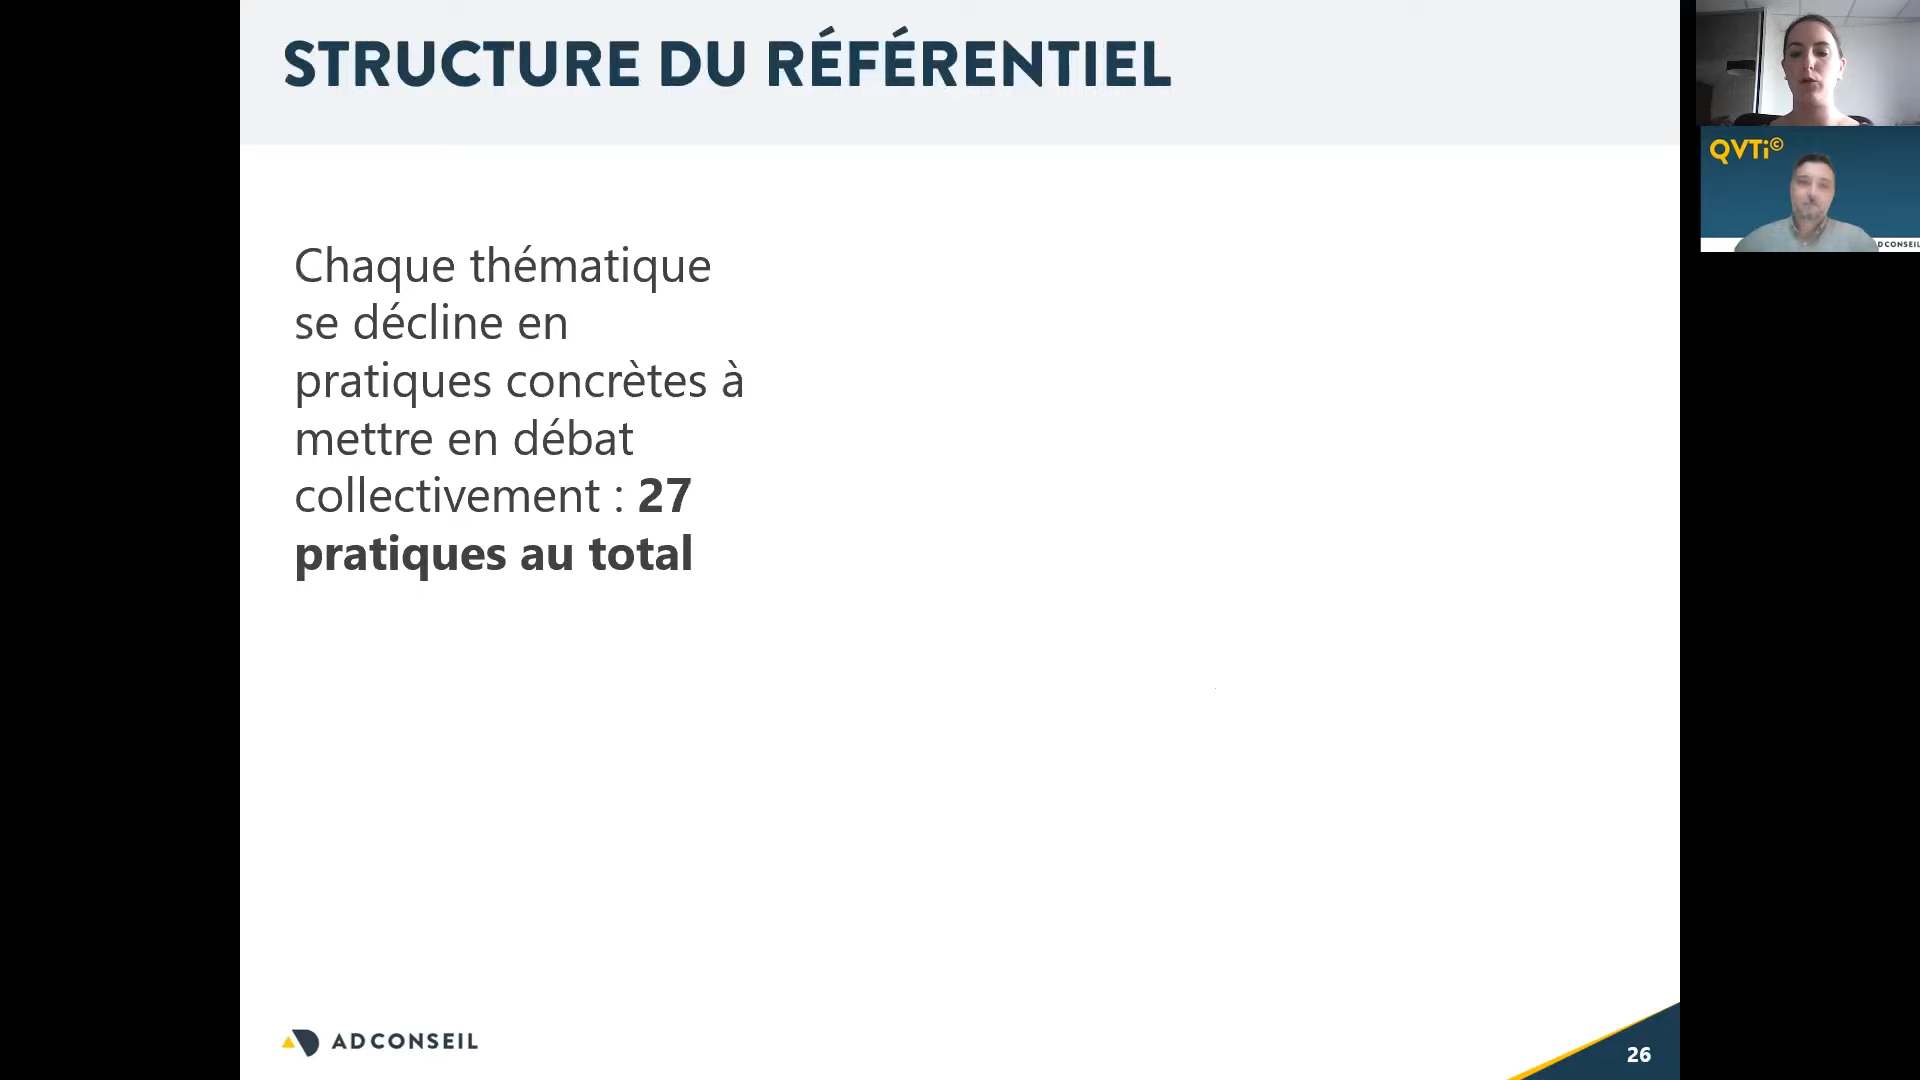 STRUCTURE DU RÉFÉRENTIEL
QVTi©
ADCONSEIL
Chaque thématique
se décline en
pratiques concrètes à
mettre en débat
collectivement : 27
pratiques au total
ADCONSEIL
26